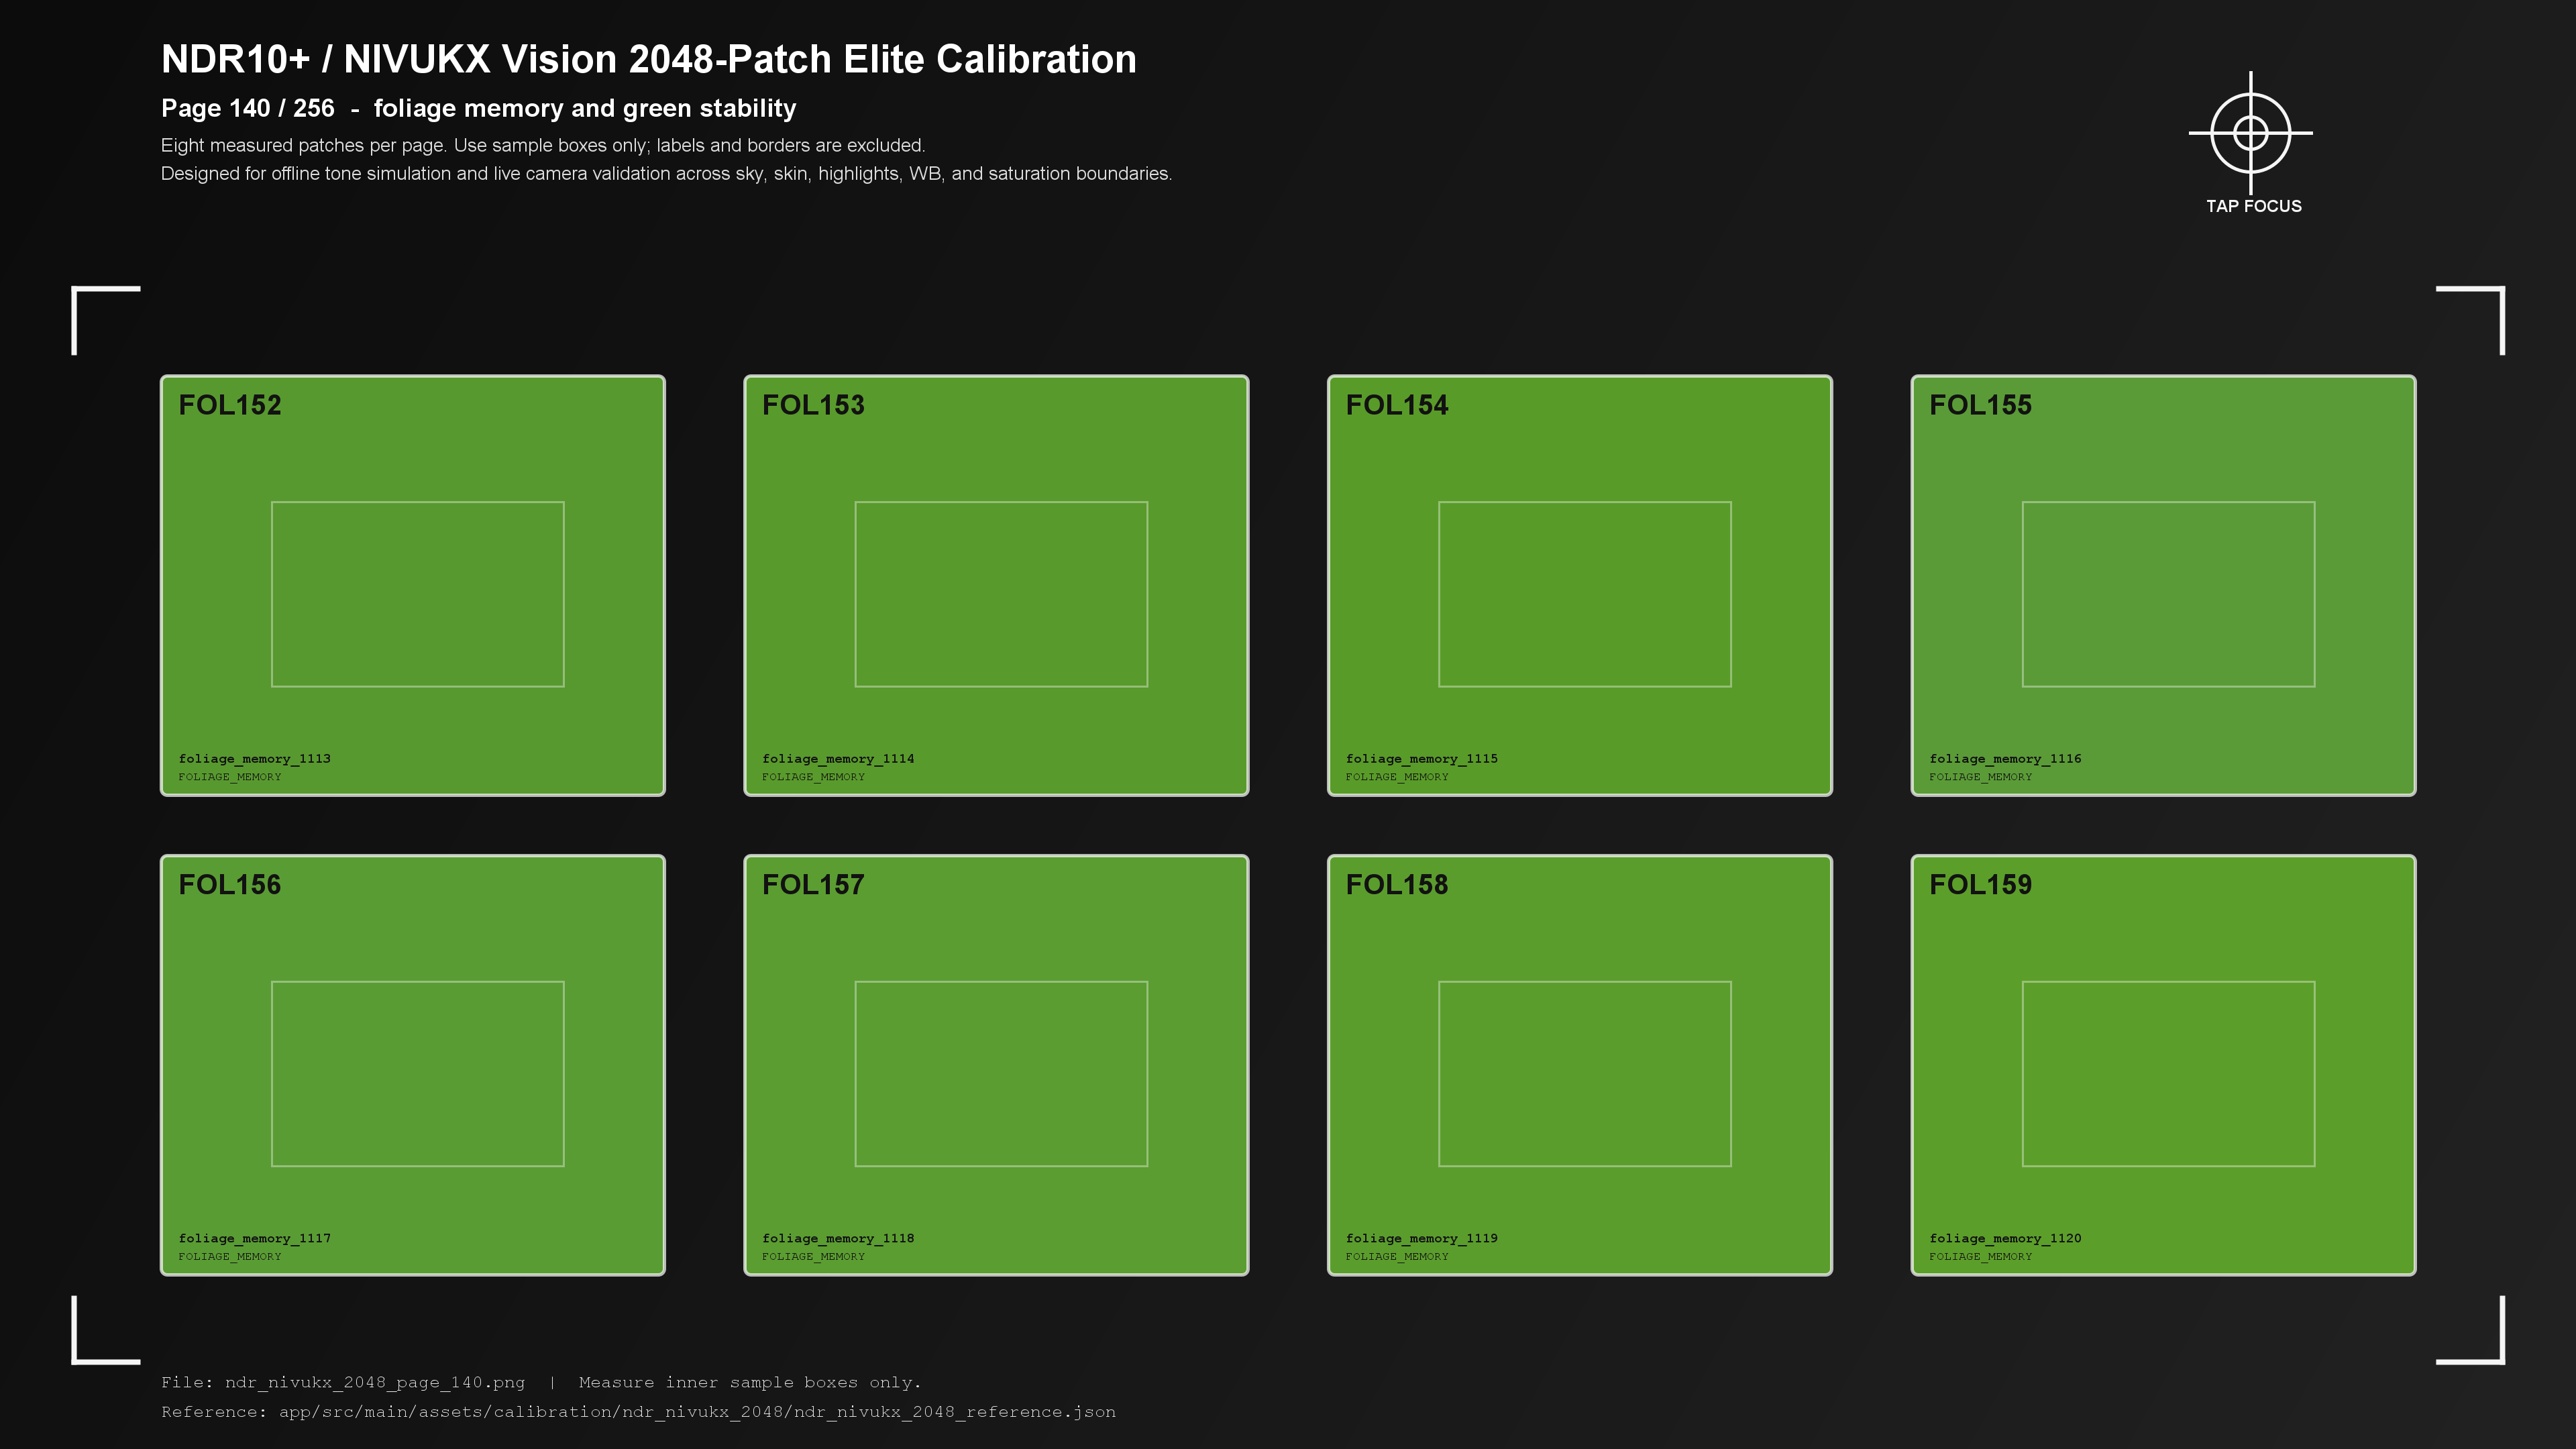 NDR10+ / NIVUKX Vision 2048-Patch Elite Calibration
Page 140 / 256 - foliage memory and green stability
Eight measured patches per page. Use sample boxes only; labels and borders are excluded.
Designed for offline tone simulation and live camera validation across sky, skin, highlights, WB, and saturation boundaries.
TAP FOCUS
FOL152
foliage_memory_1113
FOLIAGE_MEMORY
FOL153
foliage_memory_1114
FOLIAGE_MEMORY
FOL154
foliage_memory_1115
FOLIAGE_MEMORY
FOL155
foliage_memory_1116
FOLIAGE_MEMORY
FOL156
foliage_memory_1117
FOLIAGE_MEMORY
FOL157
foliage_memory_1118
FOLIAGE_MEMORY
FOL158
foliage_memory_1119
FOLIAGE_MEMORY
FOL159
foliage_memory_1120
FOLIAGE_MEMORY
File: ndr_nivukx_2048_page_140.png | Measure inner sample boxes only.
Reference: app/src/main/assets/calibration/ndr_nivukx_2048/ndr_nivukx_2048_reference.json